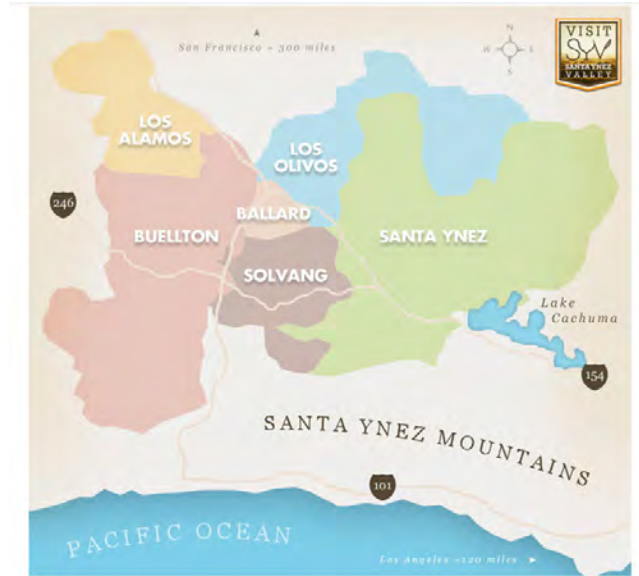 San Francisco ~ 300 miles
N
W
E
S
VISIT
SYV
SANTA YNEZ
VALLEY
LOS
ALAMOS
LOS
OLIVOS
246
BALLARD
BUELLTON
SANTA YNEZ
SOLVANG
Lake
Cachuma
154
SANTA YNEZ MOUNTAINS
101
PACIFIC OCEAN
Los Angeles ~120 miles